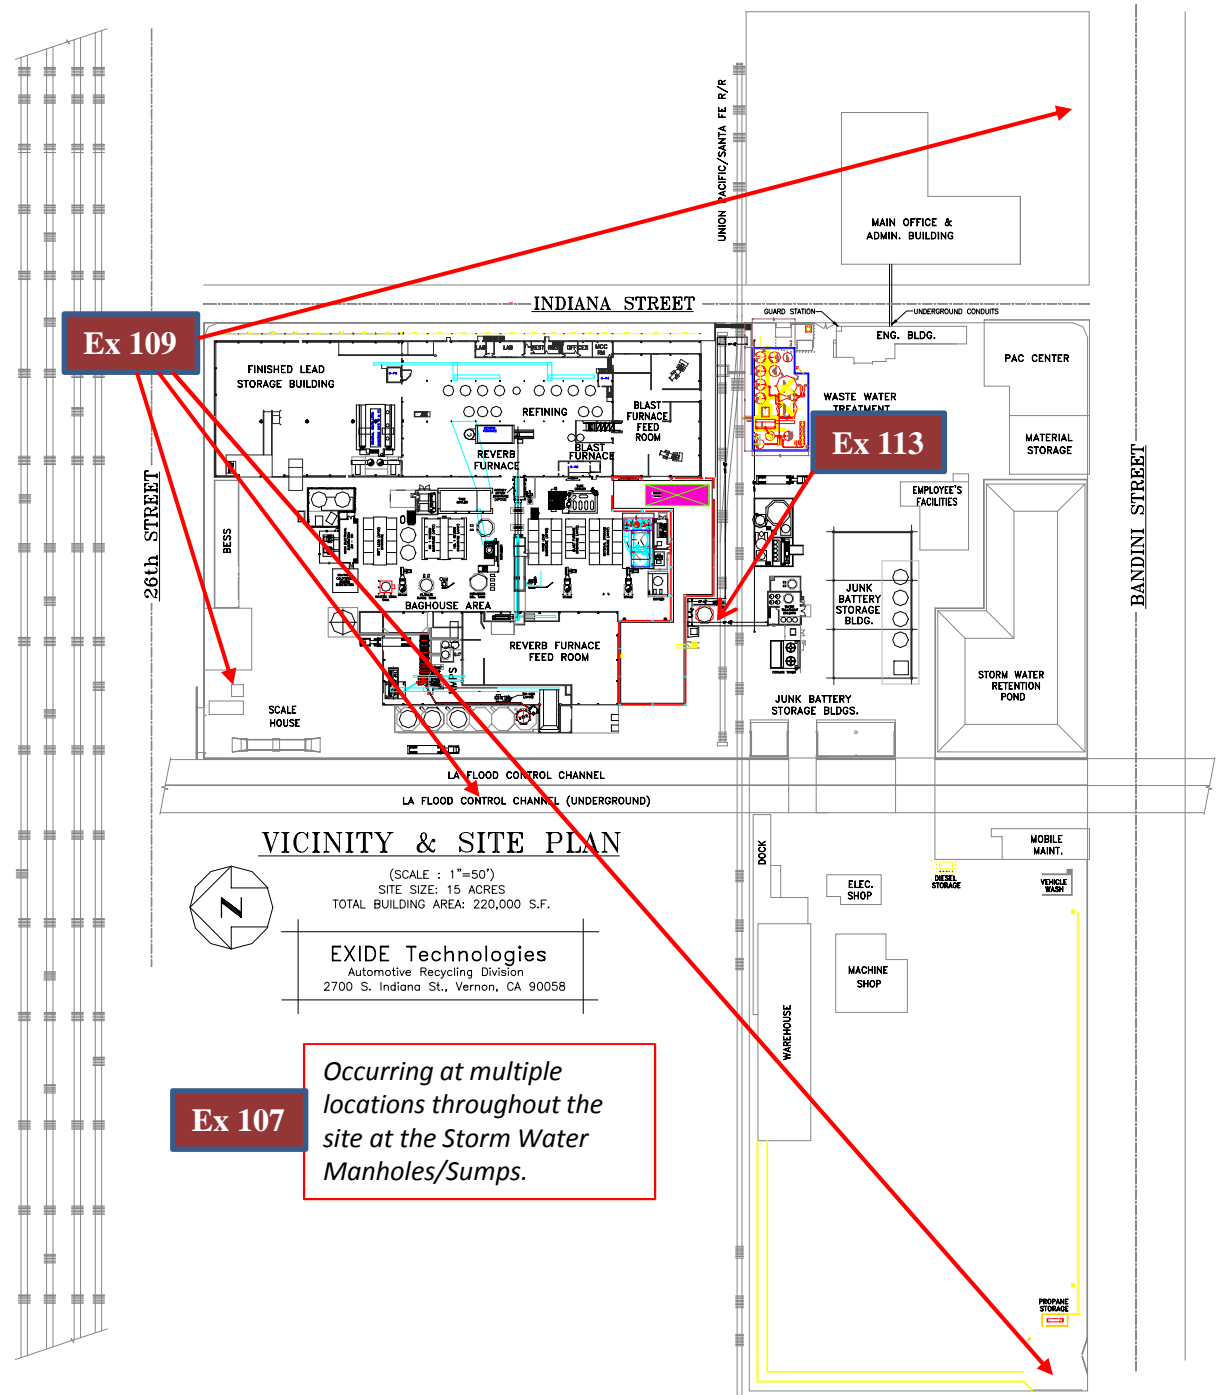 UNION PACIFIC/SANTA FE R/R
MAIN OFFICE &
ADMIN. BUILDING
INDIANA STREET
GUARD STATION
UNDERGROUND CONDUITS
Ex 109
ENG. BLDG.
PAC CENTER
LAB
LAB
REST
OFFICES
MCC
RM
FINISHED LEAD
STORAGE BUILDING
REFINING
BLAST
FURNACE
FEED
ROOM
WASTE WATER
TREATMENT
Ex 113
REVERB
FURNACE
BLAST
FURNACE
MATERIAL
STORAGE
26th STREET
BANDINI STREET
EMPLOYEE'S
FACILITIES
BESS
JUNK
BATTERY
STORAGE
BLDG.
BAGHOUSE AREA
REVERB FURNACE
FEED ROOM
STORM WATER
RETENTION
POND
JUNK BATTERY
STORAGE BLDGS.
SCALE
HOUSE
LA FLOOD CONTROL CHANNEL
LA FLOOD CONTROL CHANNEL (UNDERGROUND)
VICINITY & SITE PLAN
(SCALE : 1"=50')
SITE SIZE: 15 ACRES
TOTAL BUILDING AREA: 220,000 S.F.
N
EXIDE Technologies
Automotive Recycling Division
2700 S. Indiana St., Vernon, CA 90058
DOCK
MOBILE
MAINT.
ELEC.
SHOP
DIESEL
STORAGE
VEHICLE
WASH
MACHINE
SHOP
WAREHOUSE
Ex 107
Occurring at multiple
locations throughout the
site at the Storm Water
Manholes/Sumps.
PROPANE
STORAGE